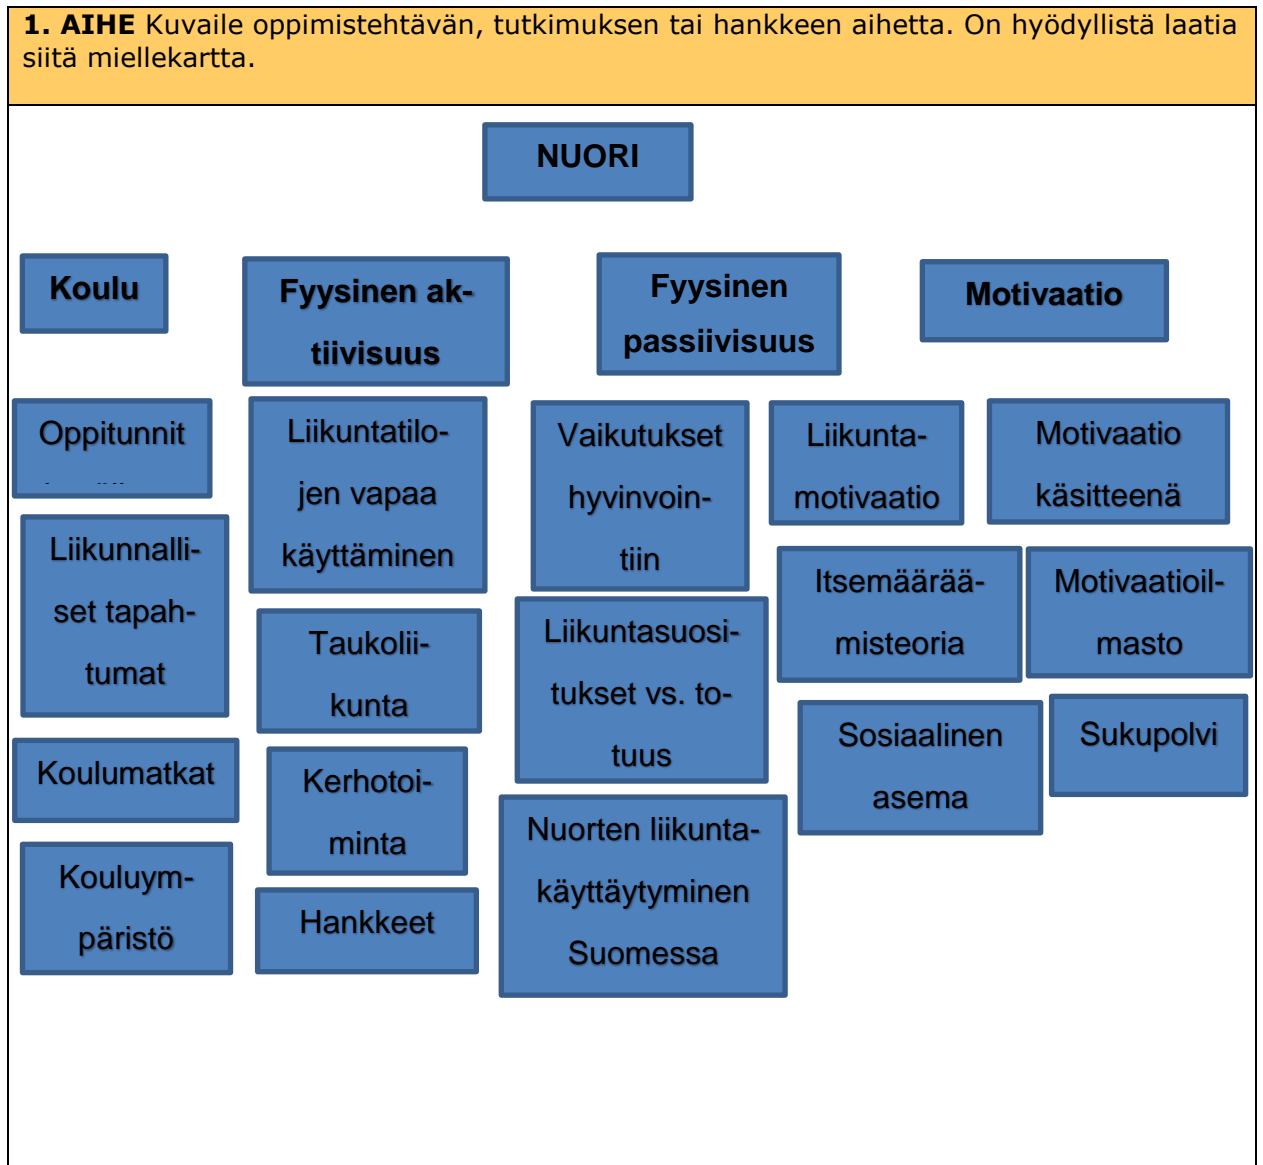 1. AIHE Kuvaile oppimistehtävän, tutkimuksen tai hankkeen aihetta. On hyödyllistä laatia
siitä miellekartta.
NUORI
Koulu
Fyysinen ak-
tiivisuus
Fyysinen
passiivisuus
Motivaatio
Oppitunnit
Liikunnalli-
set tapah-
tumat
Koulumatkat
Kouluym-
päristö
Liikuntatilo-
jen vapaa
käyttäminen
Taukolii-
kunta
Kerhotoi-
minta
Hankkeet
Vaikutukset
hyvinvoin-
tiin
Liikuntasuosi-
tukset vs. to-
tuus
Nuorten liikunta-
käyttäytyminen
Suomessa
Liikunta-
motivaatio
Motivaatio
käsitteenä
Itsemäärää-
misteoria
Motivaatioil-
masto
Sosiaalinen
asema
Sukupolvi